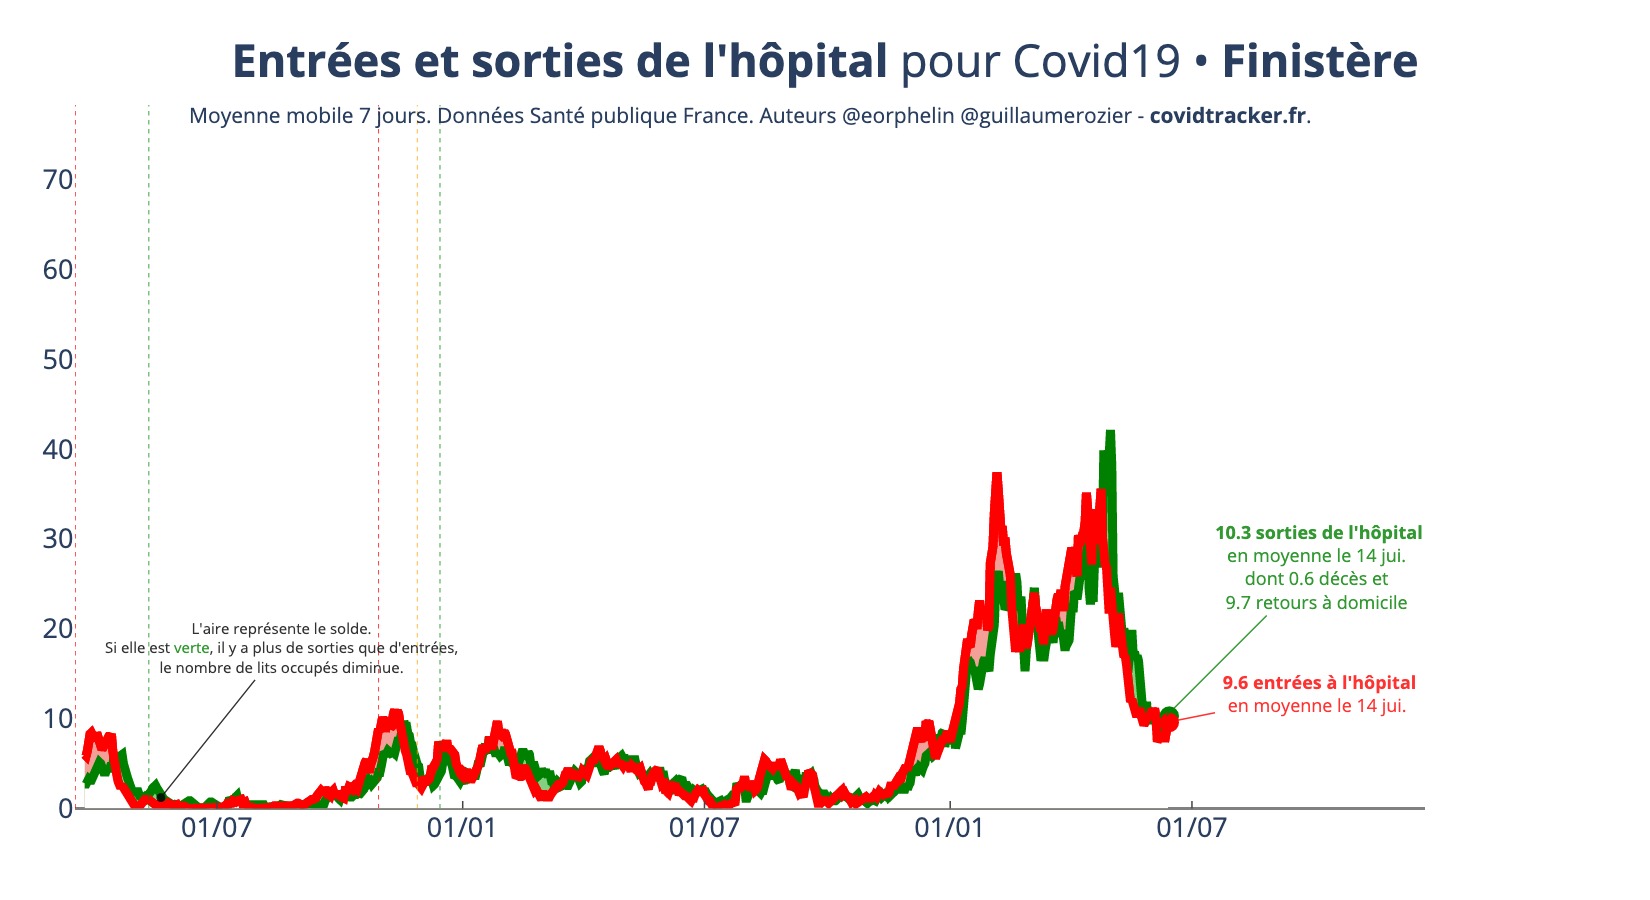 Entrées et sorties de l'hôpital pour Covid19 • Finistère
Moyenne mobile 7 jours. Données Santé publique France. Auteurs @eorphelin @guillaumerozier - covidtracker.fr.
70
60
50
40
30
20
10
0
L'aire représente le solde.
Si elle est verte, il y a plus de sorties que d'entrées,
le nombre de lits occupés diminue.
10.3 sorties de l'hôpital
en moyenne le 14 jui.
dont 0.6 décès et
9.7 retours à domicile
9.6 entrées à l'hôpital
en moyenne le 14 jui.
01/07
01/01
01/07
01/01
01/07